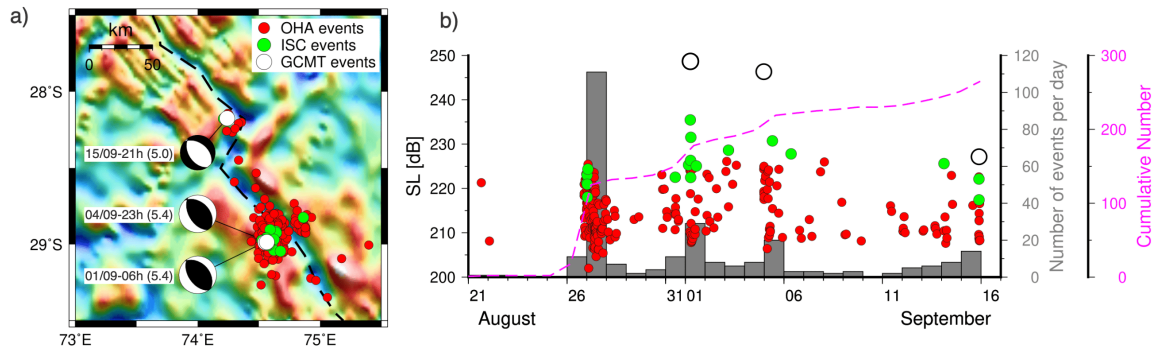 a)
km
0 50
OHA events
ISC events
GCMT events
28°S
29°S
15/09-21h (5.0)
04/09-23h (5.4)
01/09-06h (5.4)
73°E 74°E 75°E
b)
SL [dB]
250
240
230
220
210
200
Number of events per day
120
100
80
60
40
20
0
Cumulative Number
300
200
100
0
21 26 31 01 06 11 16
August September